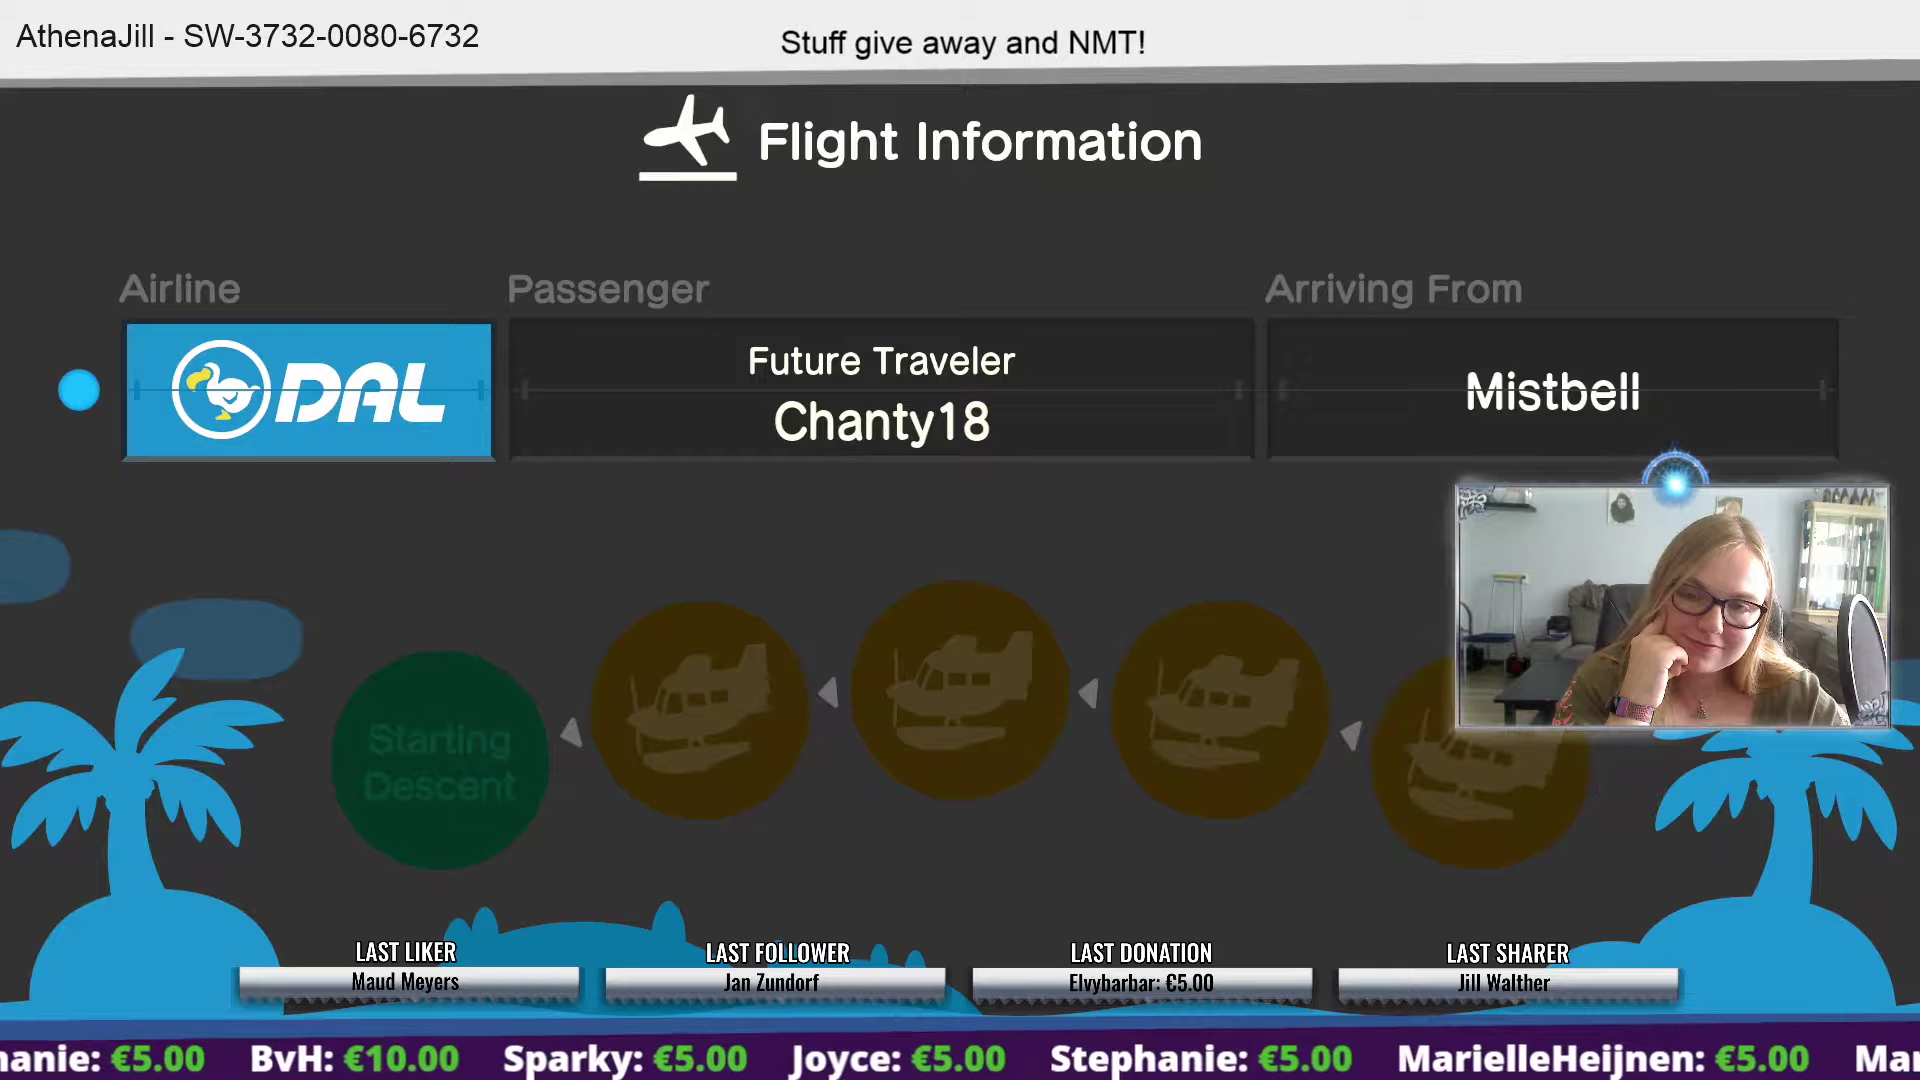 AthenaJill - SW-3732-0080-6732
Stuff give away and NMT!
Flight Information
Airline
Passenger
Arriving From
DAL
Future Traveler
Chanty18
Mistbell
Starting
Descent
LAST LIKER
Maud Meyers
LAST FOLLOWER
Jan Zundorf
LAST DONATION
Elvybarbar: €5.00
LAST SHARER
Jill Walther
hanie: €5.00 BvH: €10.00 Sparky: €5.00 Joyce: €5.00 Stephanie: €5.00 MarielleHeijnen: €5.00 Mar